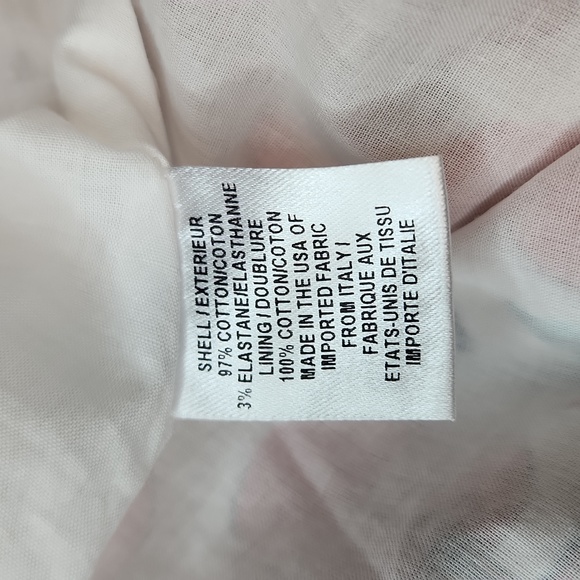 SHELL / EXTERIEUR
97% COTTON/COTON
3% ELASTANE/ELASTHANNE
LINING / DOUBLURE
100% COTTON/COTON
MADE IN THE USA OF
IMPORTED FABRIC
FROM ITALY /
FABRIQUE AUX
ETATS-UNIS DE TISSU
IMPORTE D'ITALIE